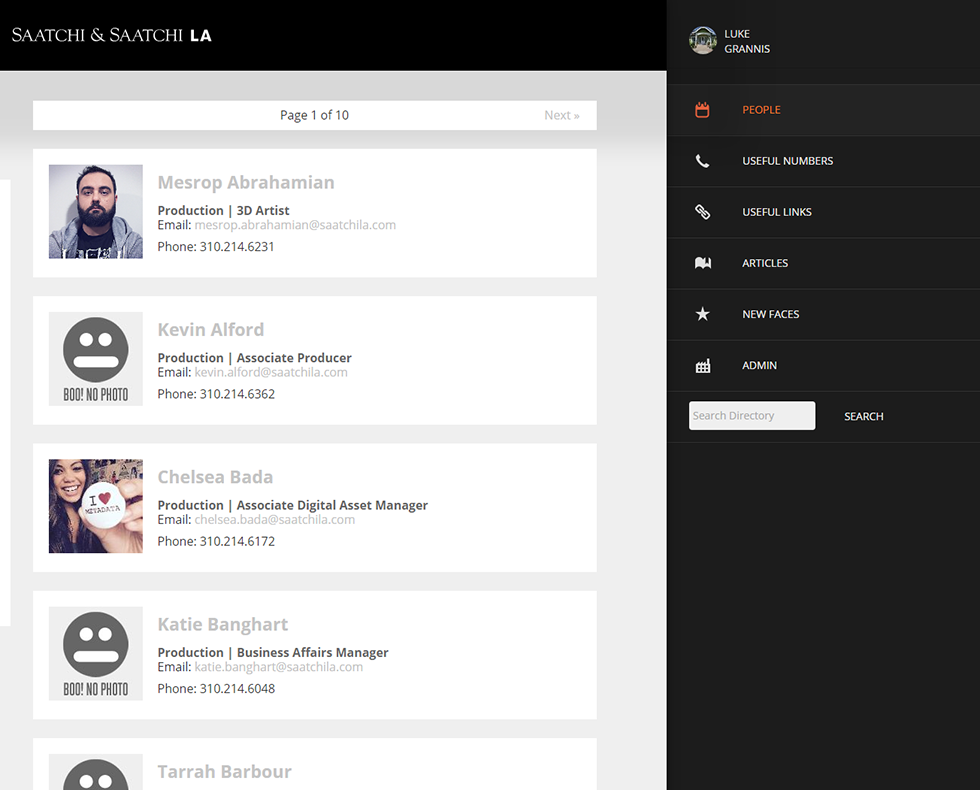 SAATCHI & SAATCHI LA
Page 1 of 10
Next »
Mesrop Abrahamian
Production | 3D Artist
Email: mesrop.abrahamian@saatchila.com
Phone: 310.214.6231
BOO! NO PHOTO
Kevin Alford
Production | Associate Producer
Email: kevin.alford@saatchila.com
Phone: 310.214.6362
I ♥
METADATA
Chelsea Bada
Production | Associate Digital Asset Manager
Email: chelsea.bada@saatchila.com
Phone: 310.214.6172
BOO! NO PHOTO
Katie Banghart
Production | Business Affairs Manager
Email: katie.banghart@saatchila.com
Phone: 310.214.6048
Tarrah Barbour
LUKE
GRANNIS
PEOPLE
USEFUL NUMBERS
USEFUL LINKS
ARTICLES
NEW FACES
ADMIN
Search Directory
SEARCH